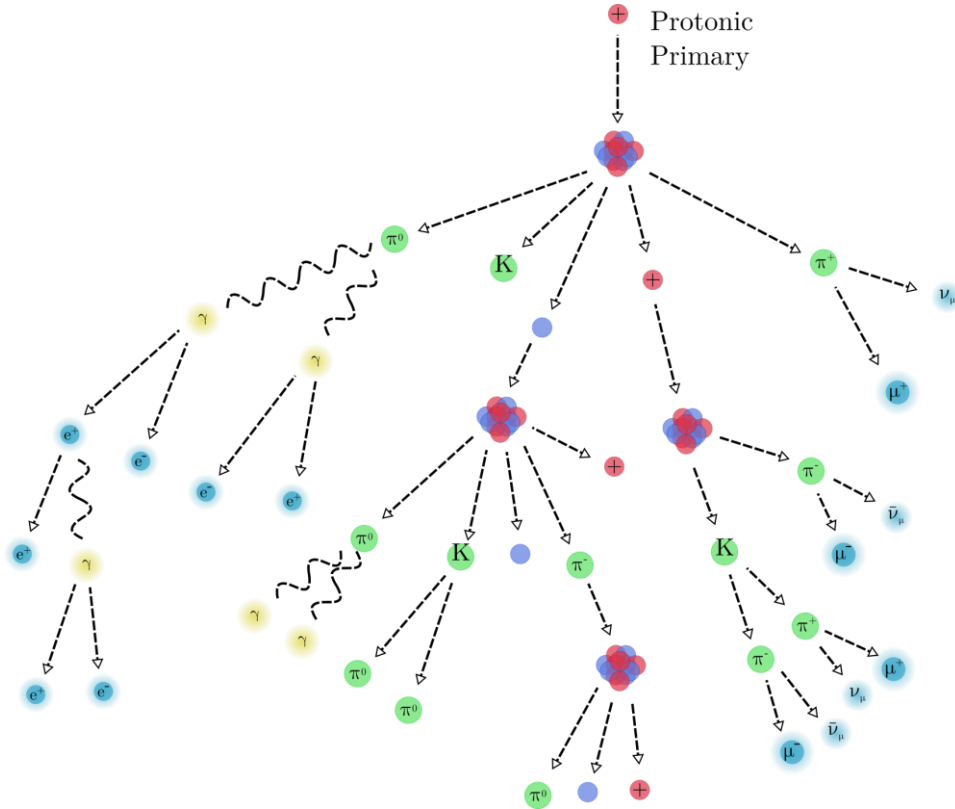 +
Protonic
Primary
π⁰
K
π⁺
+
ν_μ
γ
γ
μ⁺
e⁺
e⁻
e⁻
e⁺
+
π⁻
ν̄_μ
μ⁻
e⁺
γ
π⁰
K
π⁻
K
γ
γ
π⁺
μ⁺
π⁰
π⁰
π⁻
ν_μ
ν̄_μ
μ⁻
e⁺
e⁻
π⁰
+